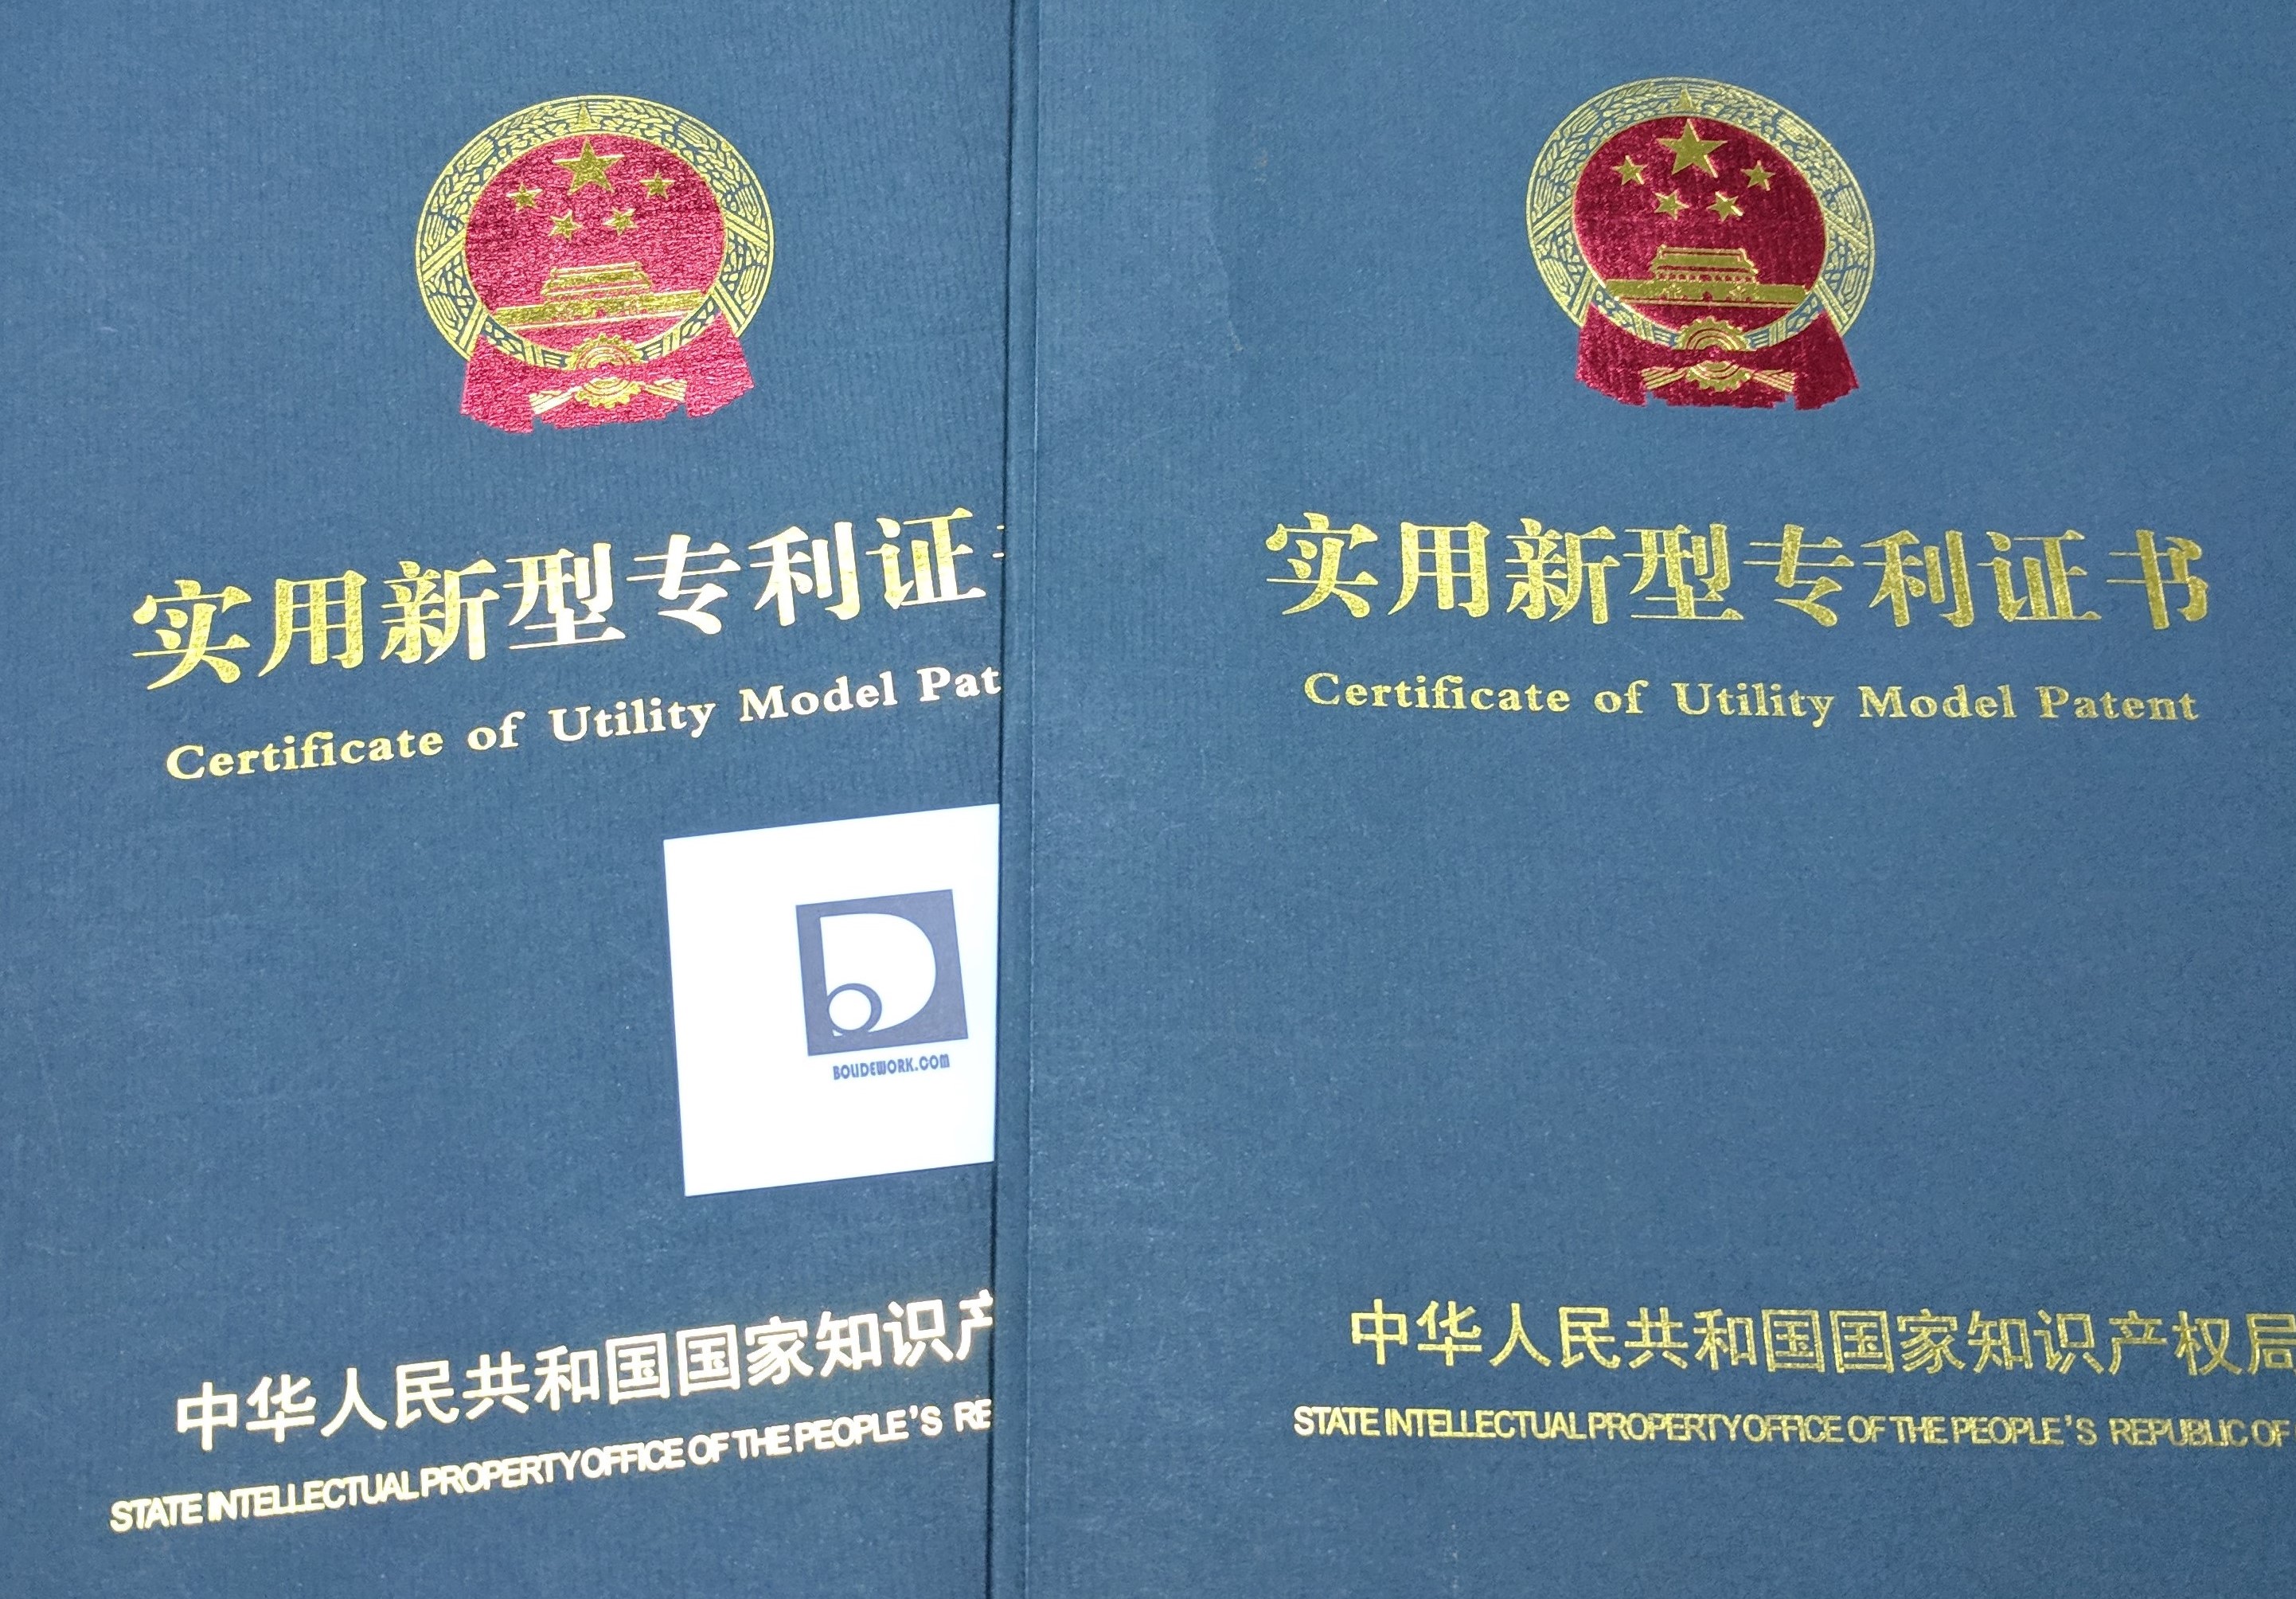 实用新型专利证
Certificate of Utility Model Pat
BOLIDEWORK.COM
中华人民共和国国家知识产
STATE INTELLECTUAL PROPERTY OFFICE OF THE PEOPLE'S RE
实用新型专利证书
Certificate of Utility Model Patent
中华人民共和国国家知识产权局
STATE INTELLECTUAL PROPERTY OFFICE OF THE PEOPLE'S REPUBLIC OF